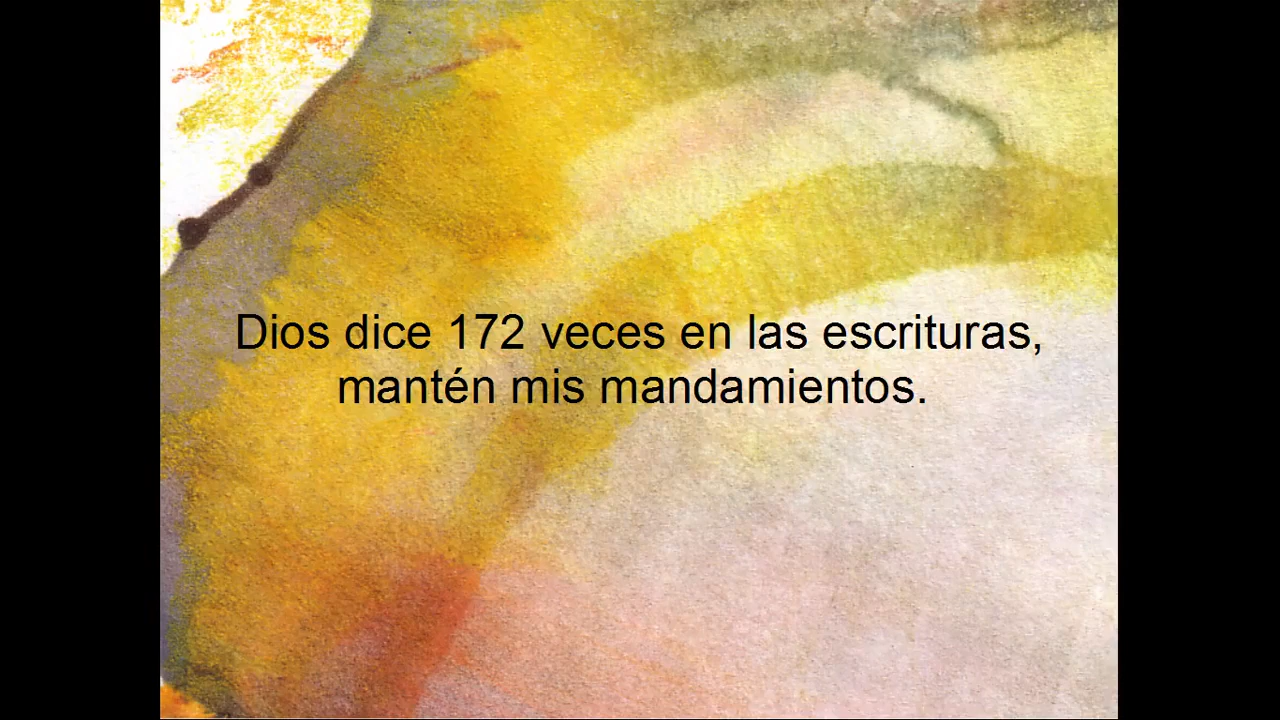 Dios dice 172 veces en las escrituras,
mantén mis mandamientos.